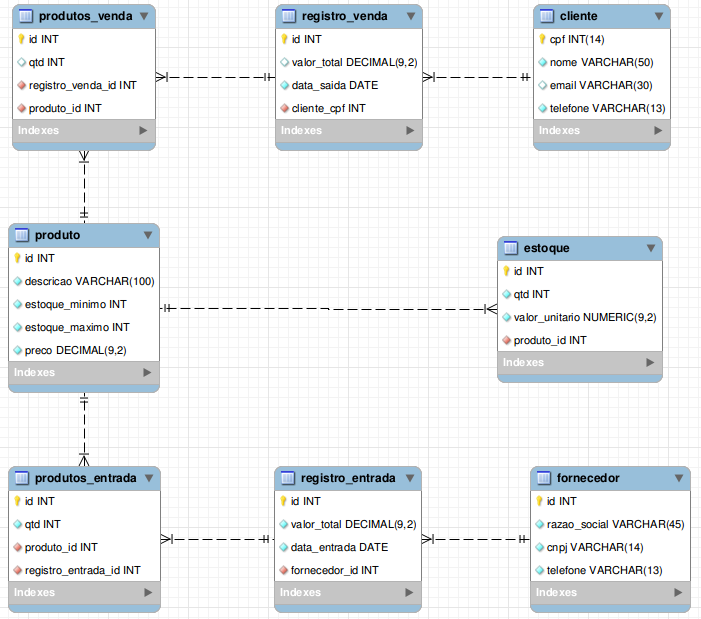 produtos_venda
id INT
qtd INT
registro_venda_id INT
produto_id INT
Indexes
registro_venda
id INT
valor_total DECIMAL(9,2)
data_saida DATE
cliente_cpf INT
Indexes
cliente
cpf INT(14)
nome VARCHAR(50)
email VARCHAR(30)
telefone VARCHAR(13)
Indexes
produto
id INT
descricao VARCHAR(100)
estoque_minimo INT
estoque_maximo INT
preco DECIMAL(9,2)
Indexes
estoque
id INT
qtd INT
valor_unitario NUMERIC(9,2)
produto_id INT
Indexes
produtos_entrada
id INT
qtd INT
produto_id INT
registro_entrada_id INT
Indexes
registro_entrada
id INT
valor_total DECIMAL(9,2)
data_entrada DATE
fornecedor_id INT
Indexes
fornecedor
id INT
razao_social VARCHAR(45)
cnpj VARCHAR(14)
telefone VARCHAR(13)
Indexes